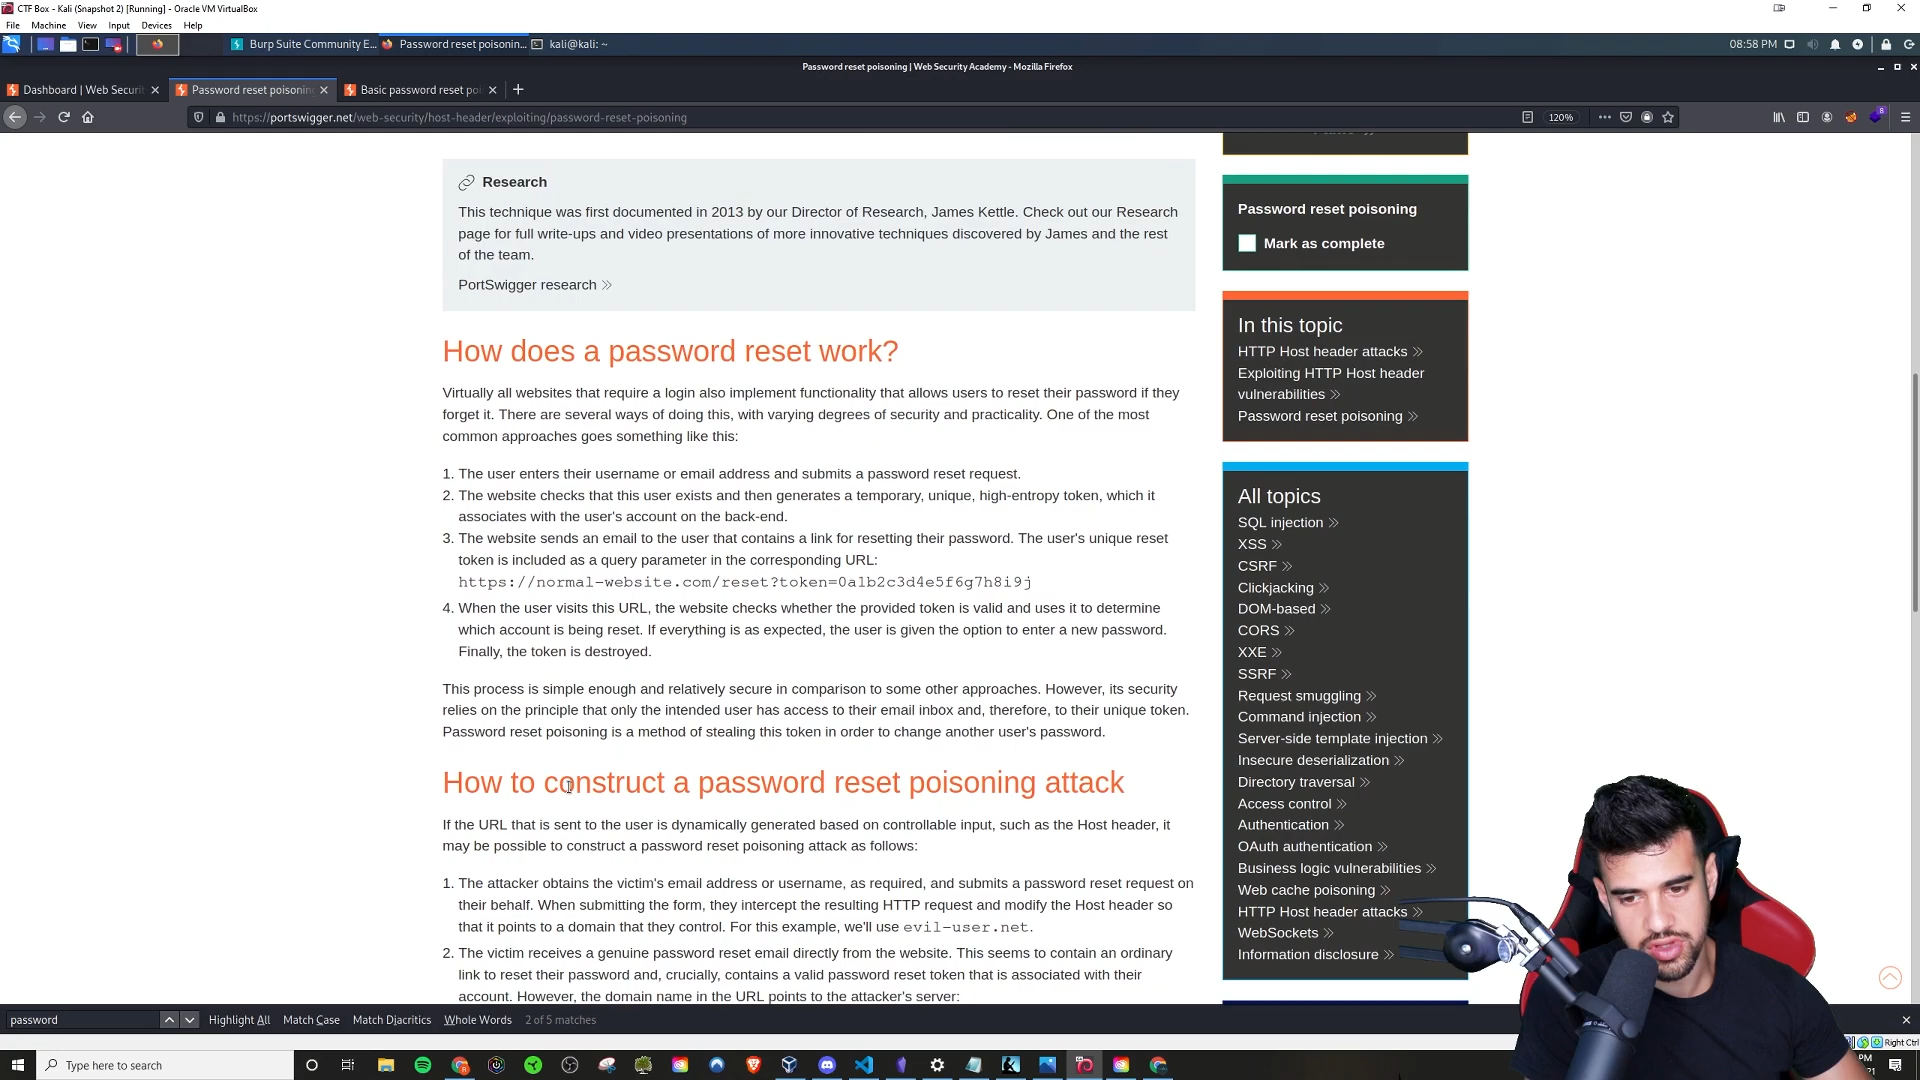 CTF Box - Kali (Snapshot 2) [Running] - Oracle VM VirtualBox
File Machine View Input Devices Help
Burp Suite Community E... Password reset poisonin... kali@kali: ~ 08:58 PM
Password reset poisoning | Web Security Academy - Mozilla Firefox
Dashboard | Web Securit Password reset poisoning Basic password reset poi
https://portswigger.net/web-security/host-header/exploiting/password-reset-poisoning 120% 8
Research
This technique was first documented in 2013 by our Director of Research, James Kettle. Check out our Research
page for full write-ups and video presentations of more innovative techniques discovered by James and the rest
of the team.
PortSwigger research
How does a password reset work?
Virtually all websites that require a login also implement functionality that allows users to reset their password if they
forget it. There are several ways of doing this, with varying degrees of security and practicality. One of the most
common approaches goes something like this:
1. The user enters their username or email address and submits a password reset request.
2. The website checks that this user exists and then generates a temporary, unique, high-entropy token, which it
associates with the user's account on the back-end.
3. The website sends an email to the user that contains a link for resetting their password. The user's unique reset
token is included as a query parameter in the corresponding URL:
https://normal-website.com/reset?token=0a1b2c3d4e5f6g7h8i9j
4. When the user visits this URL, the website checks whether the provided token is valid and uses it to determine
which account is being reset. If everything is as expected, the user is given the option to enter a new password.
Finally, the token is destroyed.
This process is simple enough and relatively secure in comparison to some other approaches. However, its security
relies on the principle that only the intended user has access to their email inbox and, therefore, to their unique token.
Password reset poisoning is a method of stealing this token in order to change another user's password.
How to construct a password reset poisoning attack
If the URL that is sent to the user is dynamically generated based on controllable input, such as the Host header, it
may be possible to construct a password reset poisoning attack as follows:
1. The attacker obtains the victim's email address or username, as required, and submits a password reset request on
their behalf. When submitting the form, they intercept the resulting HTTP request and modify the Host header so
that it points to a domain that they control. For this example, we'll use evil-user.net.
2. The victim receives a genuine password reset email directly from the website. This seems to contain an ordinary
link to reset their password and, crucially, contains a valid password reset token that is associated with their
account. However, the domain name in the URL points to the attacker's server:
Password reset poisoning
Mark as complete
In this topic
HTTP Host header attacks
Exploiting HTTP Host header
vulnerabilities
Password reset poisoning
All topics
SQL injection
XSS
CSRF
Clickjacking
DOM-based
CORS
XXE
SSRF
Request smuggling
Command injection
Server-side template injection
Insecure deserialization
Directory traversal
Access control
Authentication
OAuth authentication
Business logic vulnerabilities
Web cache poisoning
HTTP Host header attacks
WebSockets
Information disclosure
password Highlight All Match Case Match Diacritics Whole Words 2 of 5 matches
Right Ctrl
Type here to search
PM